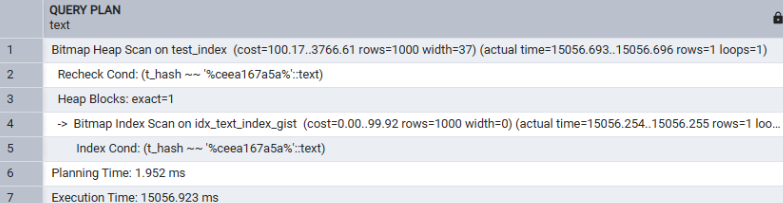 QUERY PLAN
text
1 Bitmap Heap Scan on test_index (cost=100.17..3766.61 rows=1000 width=37) (actual time=15056.693..15056.696 rows=1 loops=1)
2 Recheck Cond: (t_hash ~~ '%ceea167a5a%'::text)
3 Heap Blocks: exact=1
4 -> Bitmap Index Scan on idx_text_index_gist (cost=0.00..99.92 rows=1000 width=0) (actual time=15056.254..15056.255 rows=1 loo...
5 Index Cond: (t_hash ~~ '%ceea167a5a%'::text)
6 Planning Time: 1.952 ms
7 Execution Time: 15056.923 ms